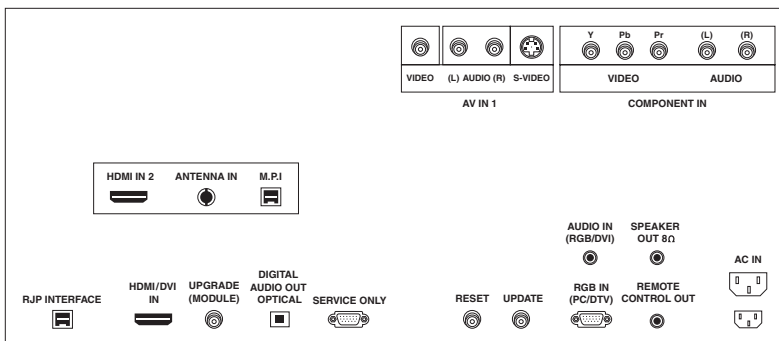 Y Pb Pr (L) (R)
VIDEO (L) AUDIO (R) S-VIDEO
VIDEO AUDIO
AV IN 1
COMPONENT IN
HDMI IN 2 ANTENNA IN M.P.I
AUDIO IN
(RGB/DVI)
SPEAKER
OUT 8Ω
AC IN
RJP INTERFACE
HDMI/DVI
IN
UPGRADE
(MODULE)
DIGITAL
AUDIO OUT
OPTICAL
SERVICE ONLY
RESET UPDATE
RGB IN
(PC/DTV)
REMOTE
CONTROL OUT